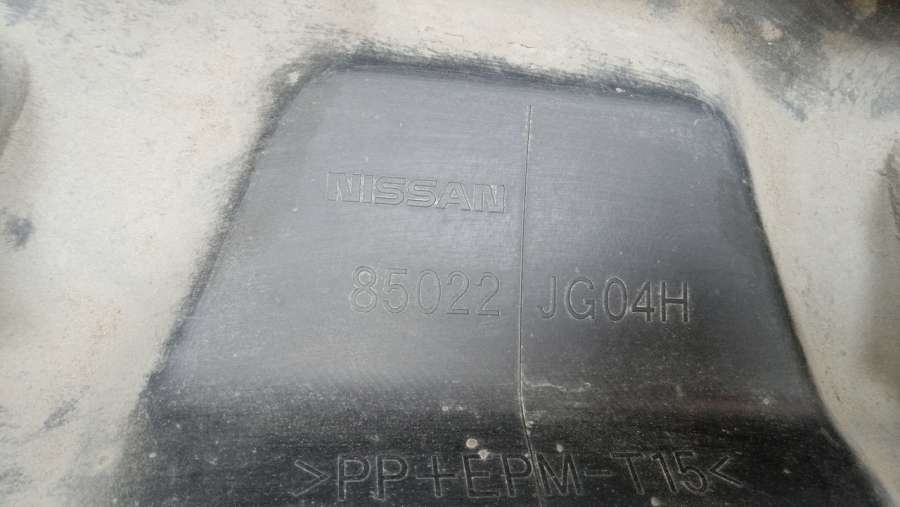 NISSAN
85022 JG04H
>PP+EPM-T15<